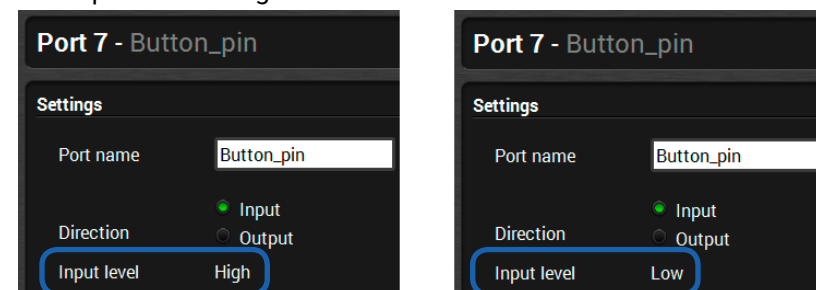 Port 7 - Button_pin
Settings
Port name Button_pin
Input
Direction
Output
Input level High
Port 7 - Button_pin
Settings
Port name Button_pin
Input
Direction
Output
Input level Low